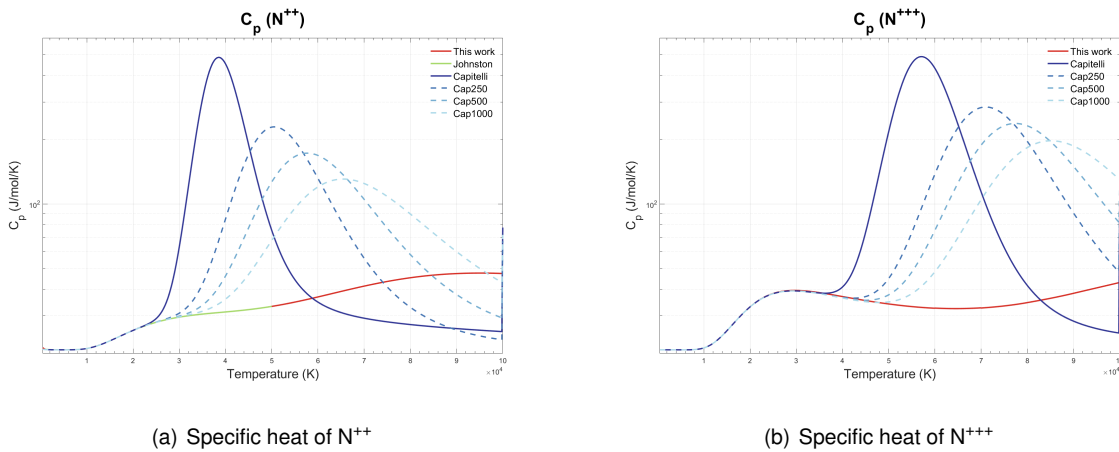 C_p (N^++)
C_p (J/mol/K)
10^2
This work
Johnston
Capitelli
Cap250
Cap500
Cap1000
2 3 4 5 6 7 8 9 10
Temperature (K)
×10^4
(a) Specific heat of N^++
C_p (N^+++)
C_p (J/mol/K)
10^2
This work
Capitelli
Cap250
Cap500
Cap1000
1 2 3 4 5 6 7 8 9 10
Temperature (K)
×10^4
(b) Specific heat of N^+++